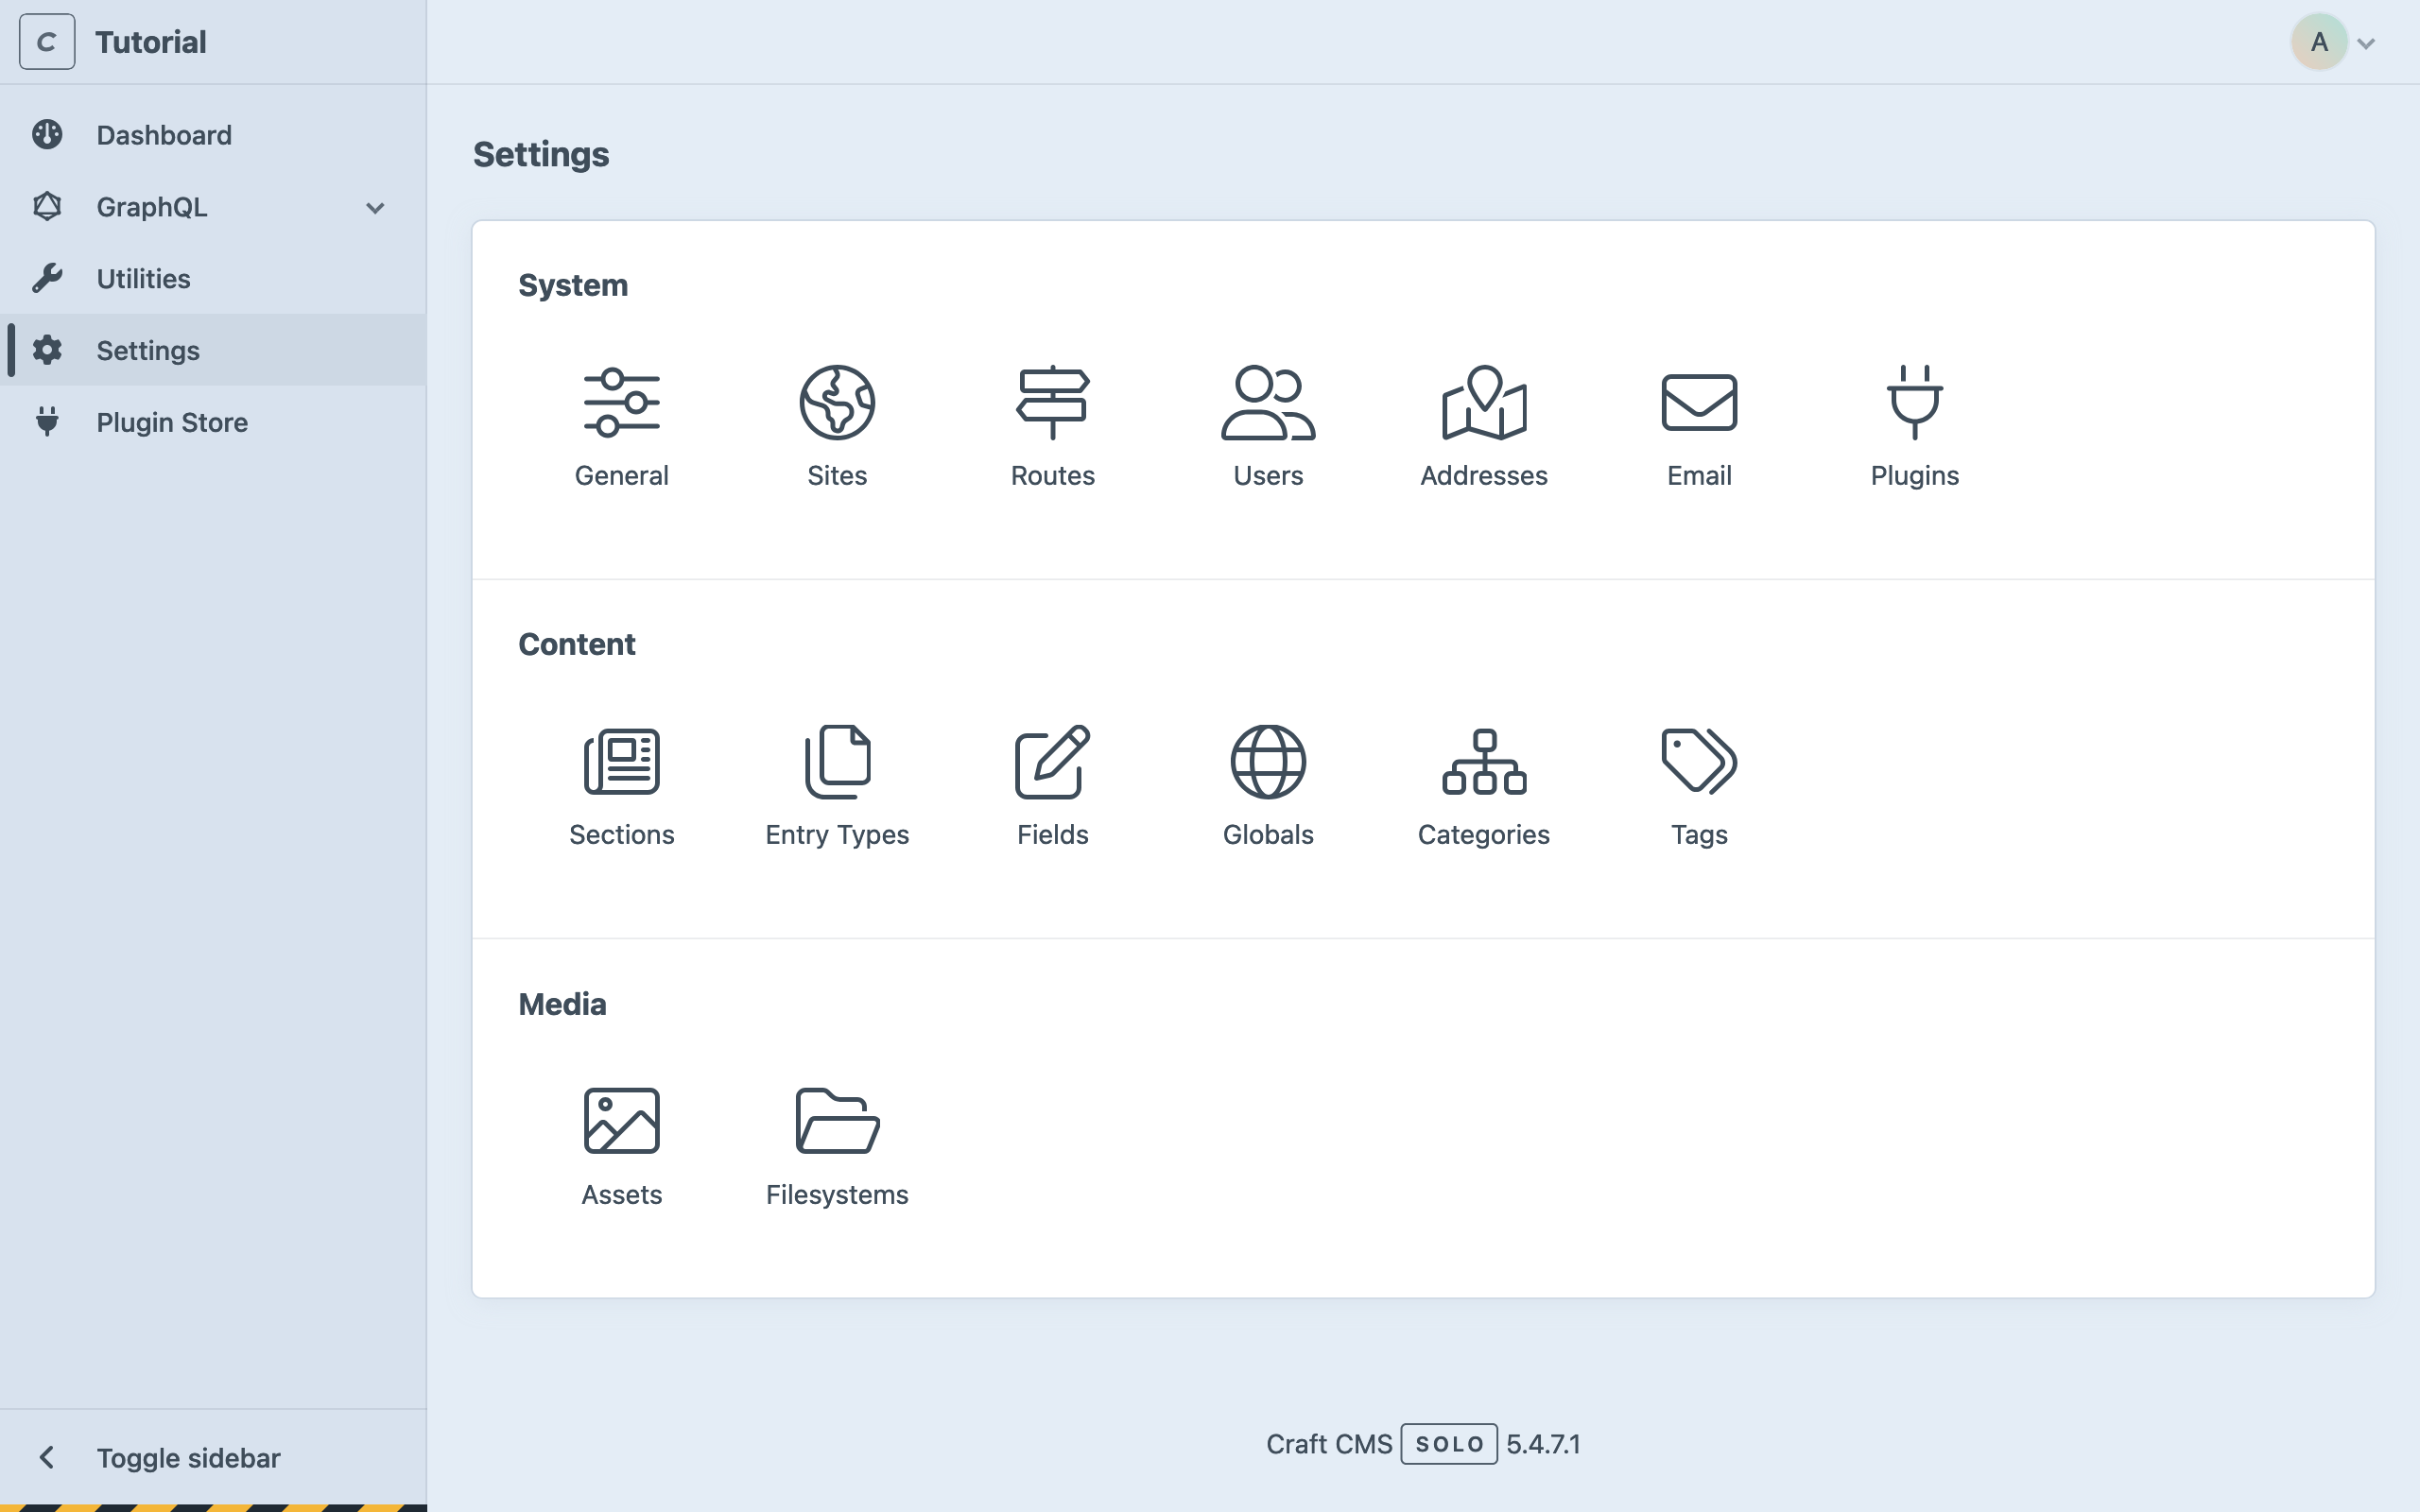 C Tutorial
A
Dashboard
GraphQL
Utilities
Settings
Plugin Store
Settings
System
General Sites Routes Users Addresses Email Plugins
Content
Sections Entry Types Fields Globals Categories Tags
Media
Assets Filesystems
Toggle sidebar
Craft CMS SOLO 5.4.7.1